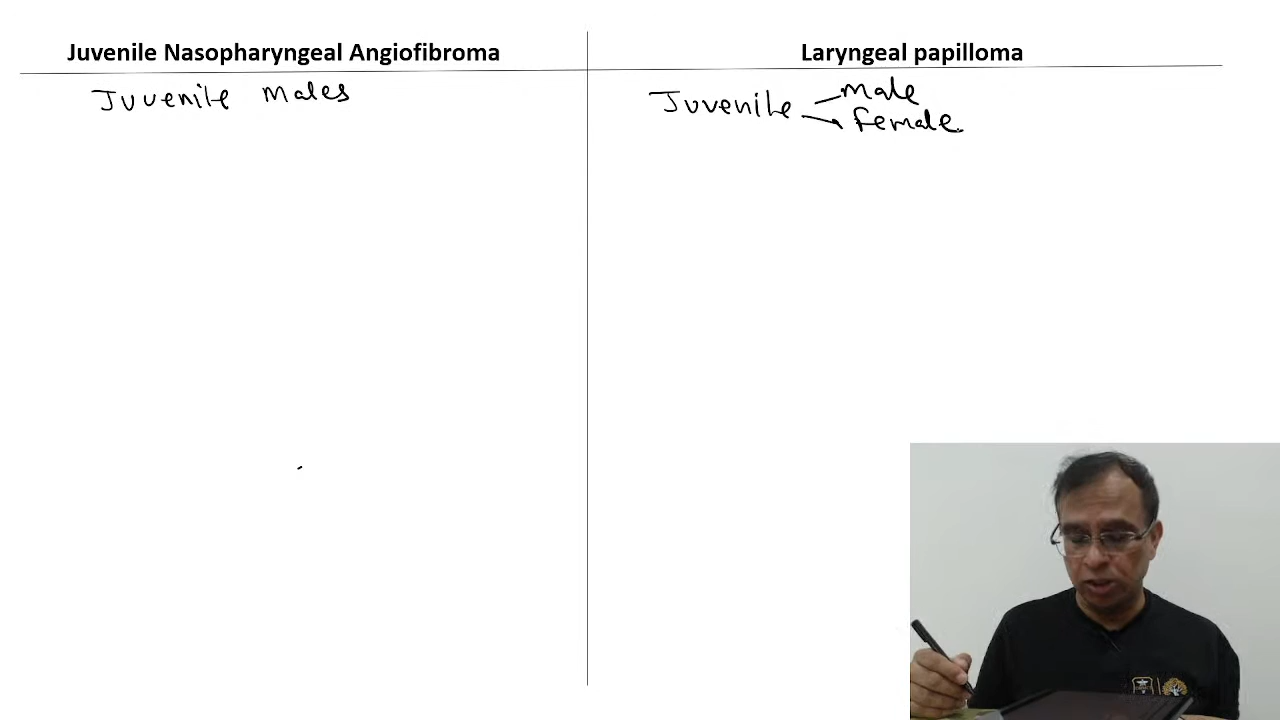 Juvenile Nasopharyngeal Angiofibroma
Juvenile males
Laryngeal papilloma
Juvenile
male
female